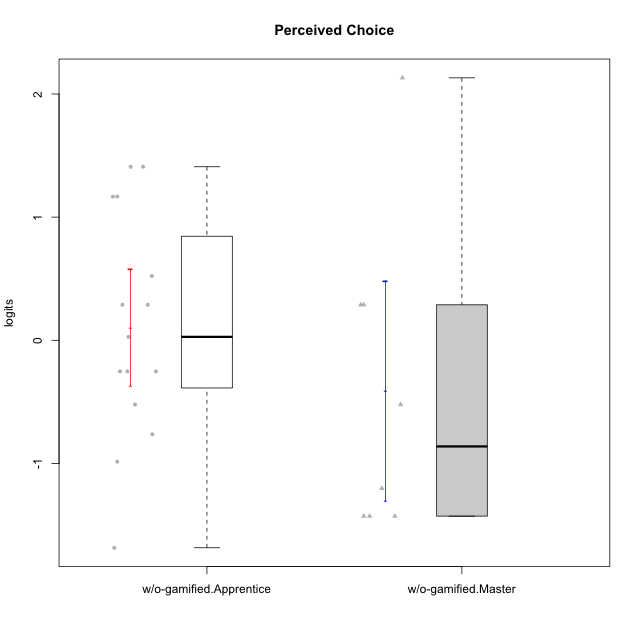 Perceived Choice
logits
2
1
0
-1
w/o-gamified.Apprentice
w/o-gamified.Master